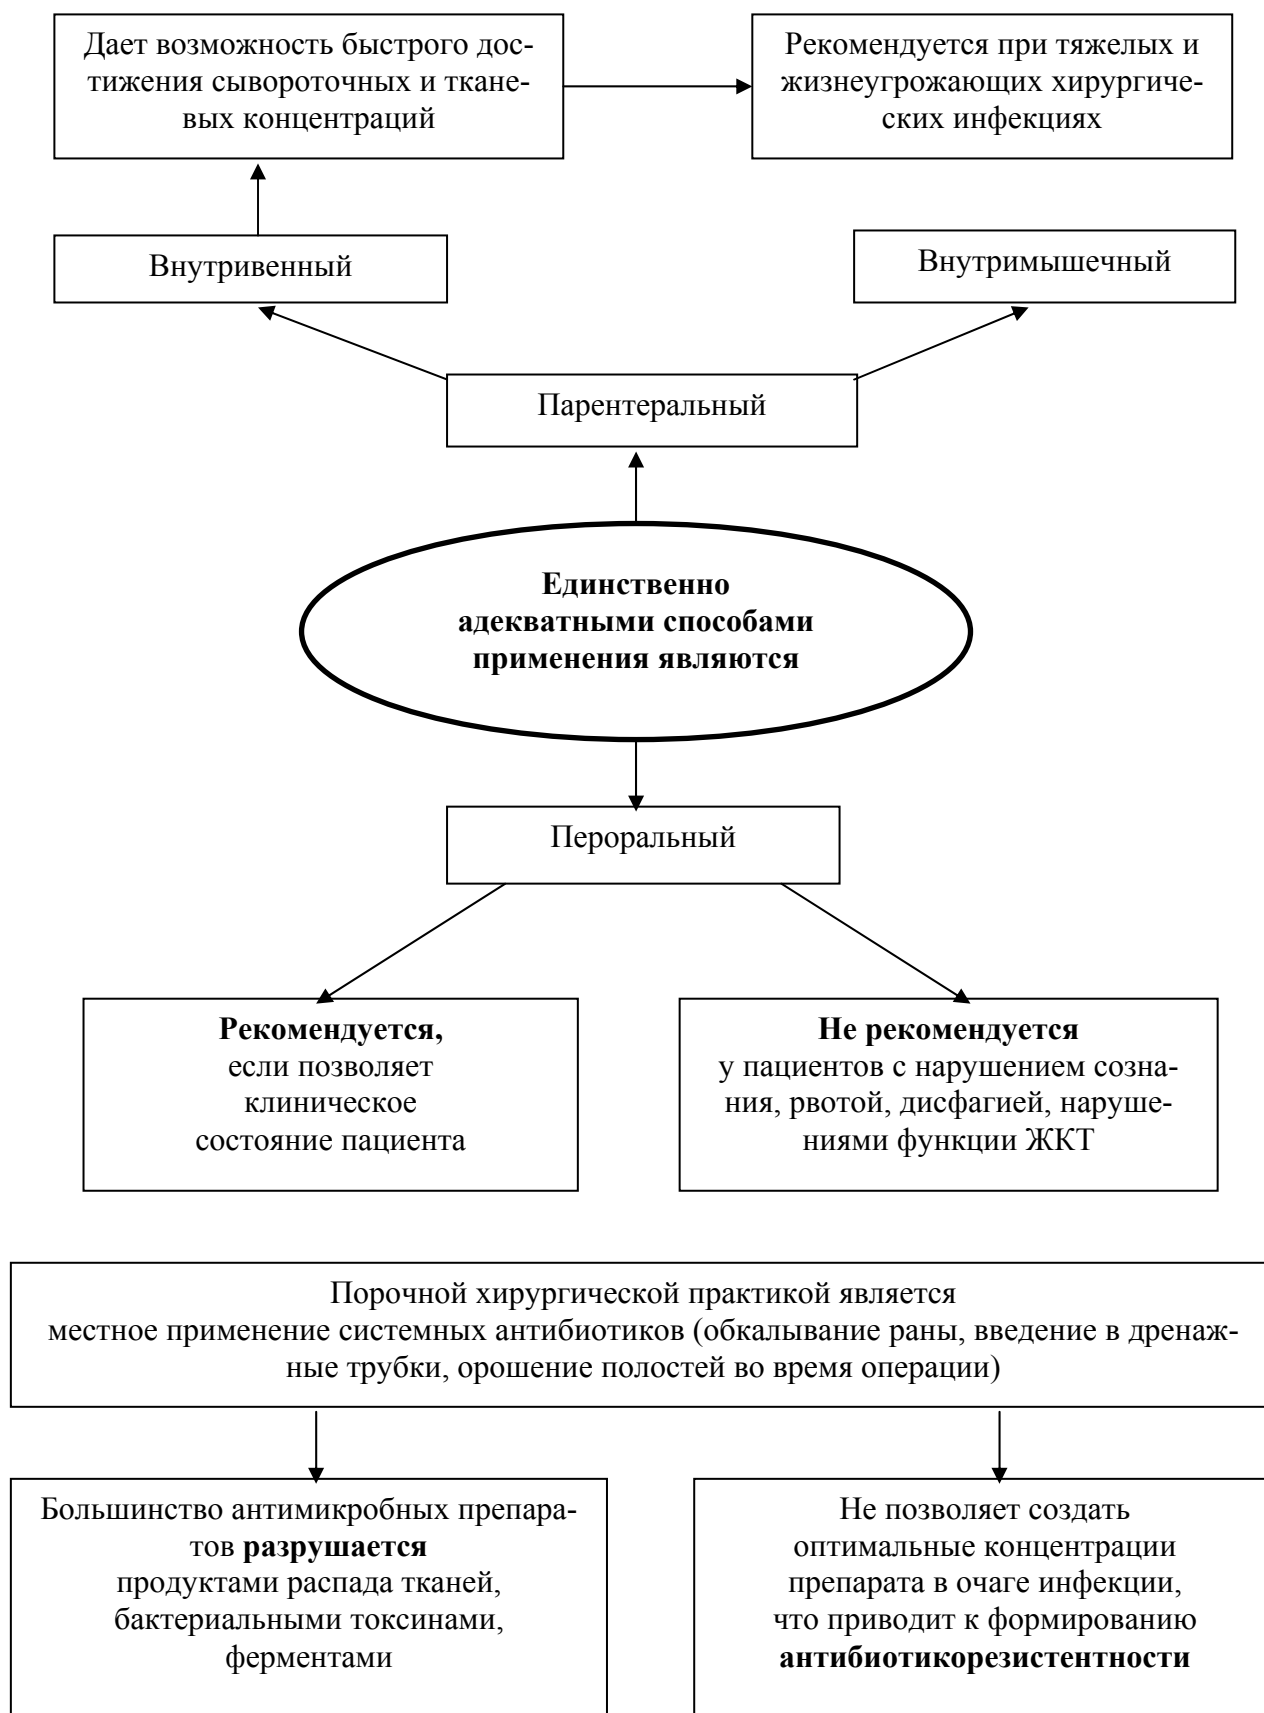 Дает возможность быстрого дос-
тижения сывороточных и ткане-
вых концентраций
Рекомендуется при тяжелых и
жизнеугрожающих хирургиче-
ских инфекциях
Внутривенный
Внутримышечный
Парентеральный
Единственно
адекватными способами
применения являются
Пероральный
Рекомендуется,
если позволяет
клиническое
состояние пациента
Не рекомендуется
у пациентов с нарушением созна-
ния, рвотой, дисфагией, наруше-
ниями функции ЖКТ
Порочной хирургической практикой является
местное применение системных антибиотиков (обкалывание раны, введение в дренаж-
ные трубки, орошение полостей во время операции)
Большинство антимикробных препара-
тов разрушается
продуктами распада тканей,
бактериальными токсинами,
ферментами
Не позволяет создать
оптимальные концентрации
препарата в очаге инфекции,
что приводит к формированию
антибиотикорезистентности